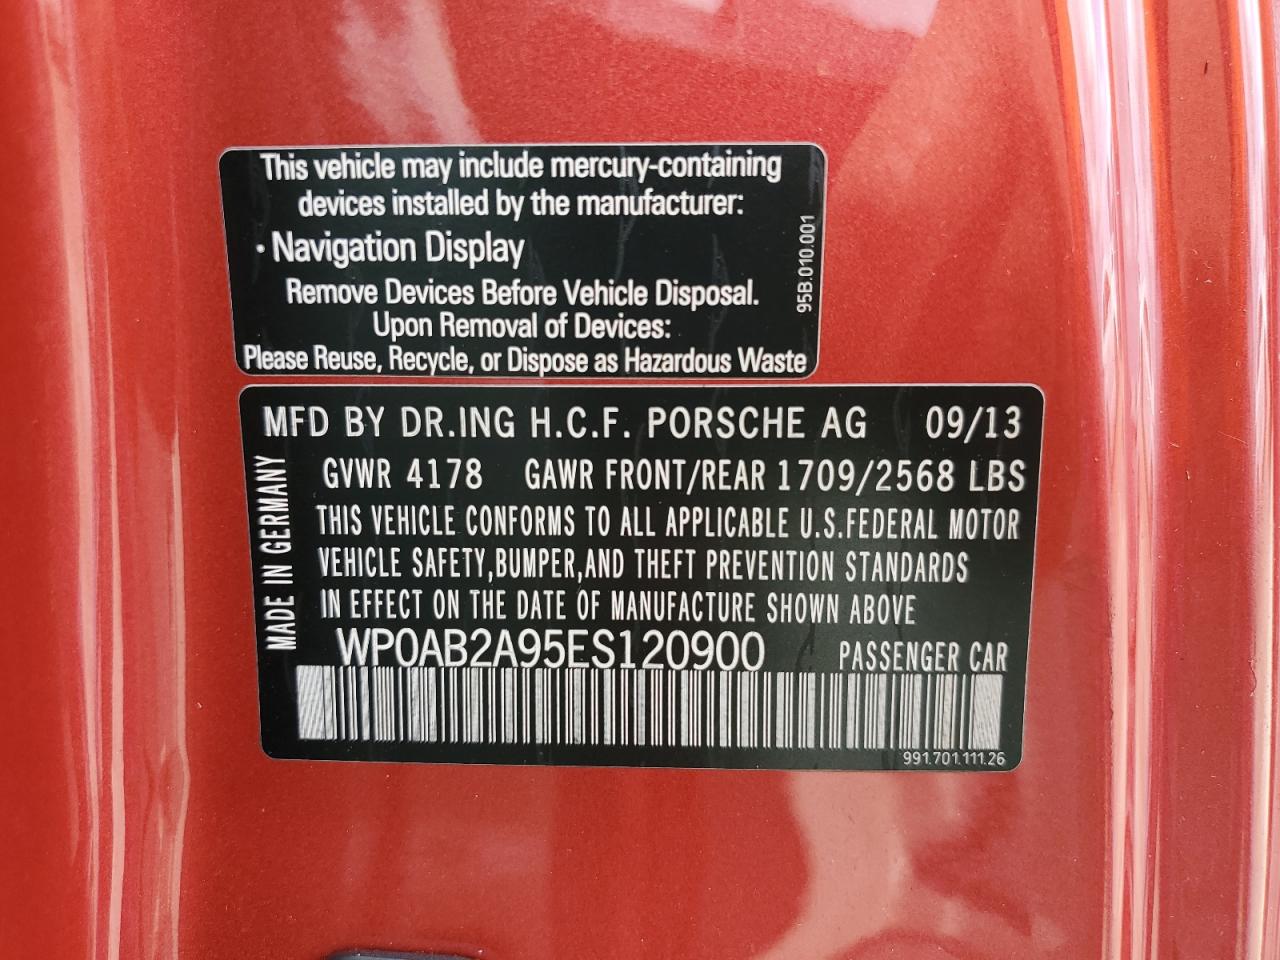 This vehicle may include mercury-containing
devices installed by the manufacturer:
· Navigation Display
Remove Devices Before Vehicle Disposal.
Upon Removal of Devices:
Please Reuse, Recycle, or Dispose as Hazardous Waste
95B.010.001
MFD BY DR.ING H.C.F. PORSCHE AG 09/13
GVWR 4178 GAWR FRONT/REAR 1709/2568 LBS
THIS VEHICLE CONFORMS TO ALL APPLICABLE U.S.FEDERAL MOTOR
VEHICLE SAFETY,BUMPER,AND THEFT PREVENTION STANDARDS
IN EFFECT ON THE DATE OF MANUFACTURE SHOWN ABOVE
MADE IN GERMANY
WP0AB2A95ES120900 PASSENGER CAR
991.701.111.26